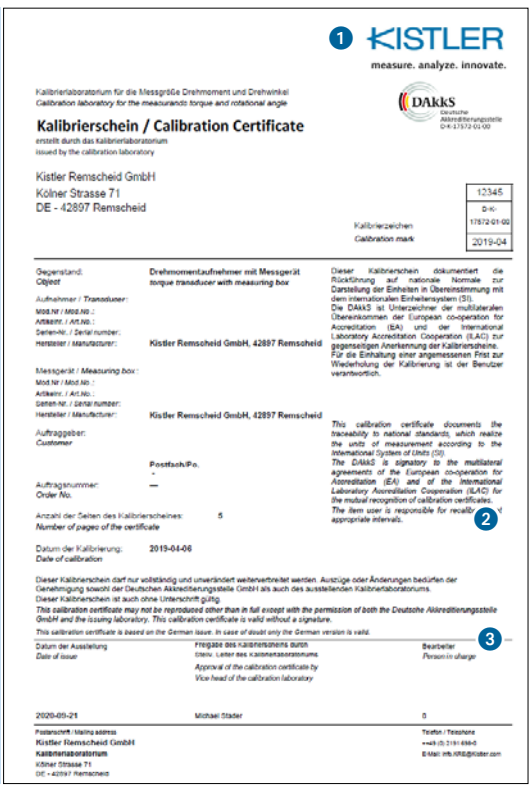 1
KISTLER
measure. analyze. innovate.
Kalibrierlaboratorium für die Messgröße Drehmoment und Drehwinkel
Calibration laboratory for the measurands torque and rotational angle
DAkkS
Deutsche
Akkreditierungsstelle
D-K-17572-01-00
Kalibrierschein / Calibration Certificate
erstellt durch das Kalibrierlaboratorium
issued by the calibration laboratory
Kistler Remscheid GmbH
Kölner Strasse 71
DE - 42897 Remscheid
Kalibrierzeichen
Calibration mark
12345
D-K-
17572-01-00
2019-04
Gegenstand:
Object
Drehmomentaufnehmer mit Messgerät
torque transducer with measuring box
Aufnehmer / Transducer:
Mod.Nr / Mod.No.:
Artikelnr. / Art.No.:
Serien-Nr. / Serial number:
Hersteller / Manufacturer:
Kistler Remscheid GmbH, 42897 Remscheid
Messgerät / Measuring box:
Mod.Nr / Mod.No.:
Artikelnr. / Art.No.:
Serien-Nr. / Serial number:
Hersteller / Manufacturer:
Kistler Remscheid GmbH, 42897 Remscheid
Auftraggeber:
Customer
Postfach/Po.
-
Auftragsnummer:
Order No.
—
Anzahl der Seiten des Kalibrierscheines:
5
Number of pages of the certificate
Datum der Kalibrierung:
2019-04-06
Date of calibration
Dieser Kalibrierschein dokumentiert die
Rückführung auf nationale Normale zur
Darstellung der Einheiten in Übereinstimmung mit
dem internationalen Einheitensystem (SI).
Die DAkkS ist Unterzeichner der multilateralen
Übereinkommen der European co-operation for
Accreditation (EA) und der International
Laboratory Accreditation Cooperation (ILAC) zur
gegenseitigen Anerkennung der Kalibrierscheine.
Für die Einhaltung einer angemessenen Frist zur
Wiederholung der Kalibrierung ist der Benutzer
verantwortlich.
This calibration certificate documents the
traceability to national standards, which realize
the units of measurement according to the
International System of Units (SI).
The DAkkS is signatory to the multilateral
agreements of the European co-operation for
Accreditation (EA) and of the International
Laboratory Accreditation Cooperation (ILAC) for
the mutual recognition of calibration certificates.
The item user is responsible for
appropriate intervals.
2
Dieser Kalibrierschein darf nur vollständig und unverändert weiterverbreitet werden. Auszüge oder Änderungen bedürfen der
Genehmigung sowohl der Deutschen Akkreditierungsstelle GmbH als auch des ausstellenden Kalibrierlaboratoriums.
Dieser Kalibrierschein ist auch ohne Unterschrift gültig.
This calibration certificate may not be reproduced other than in full except with the permission of both the Deutsche Akkreditierungsstelle
GmbH and the issuing laboratory. This calibration certificate is valid without a signature.
This calibration certificate is based on the German issue. In case of doubt only the German version is valid.
3
Datum der Ausstellung
Date of issue
Freigabe des Kalibrierscheins durch
Stellv. Leiter des Kalibrierlaboratoriums
Approval of the calibration certificate by
Vice head of the calibration laboratory
Bearbeiter
Person in charge
2020-09-21
Michael Stader
0
Postanschrift / Mailing address
Kistler Remscheid GmbH
Kalibrierlaboratorium
Kölner Strasse 71
DE - 42897 Remscheid
Telefon / Telephone
++49 (0) 2191 698-0
E-Mail: info.KRG@Kistler.com